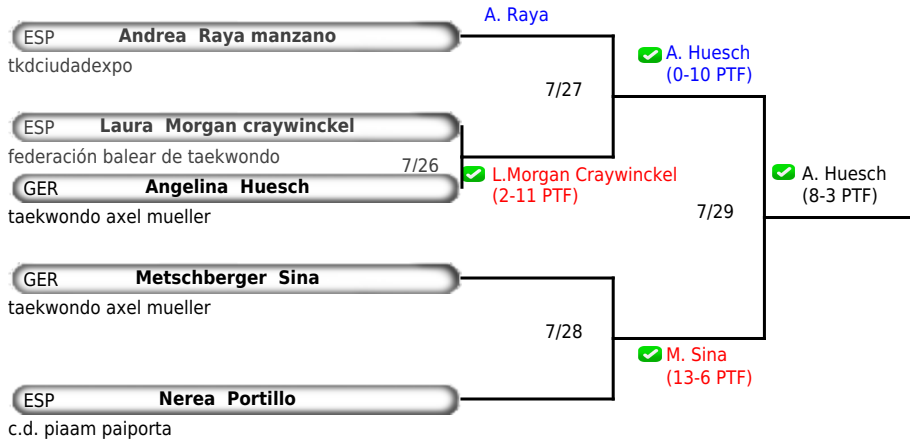 A. Raya
ESP Andrea Raya manzano
tkdciudadexpo
A. Huesch
(0-10 PTF)
7/27
ESP Laura Morgan craywinckel
federación balear de taekwondo
7/26
GER Angelina Huesch
taekwondo axel mueller
L.Morgan Craywinckel
(2-11 PTF)
A. Huesch
(8-3 PTF)
7/29
GER Metschberger Sina
taekwondo axel mueller
7/28
M. Sina
(13-6 PTF)
ESP Nerea Portillo
c.d. piaam paiporta